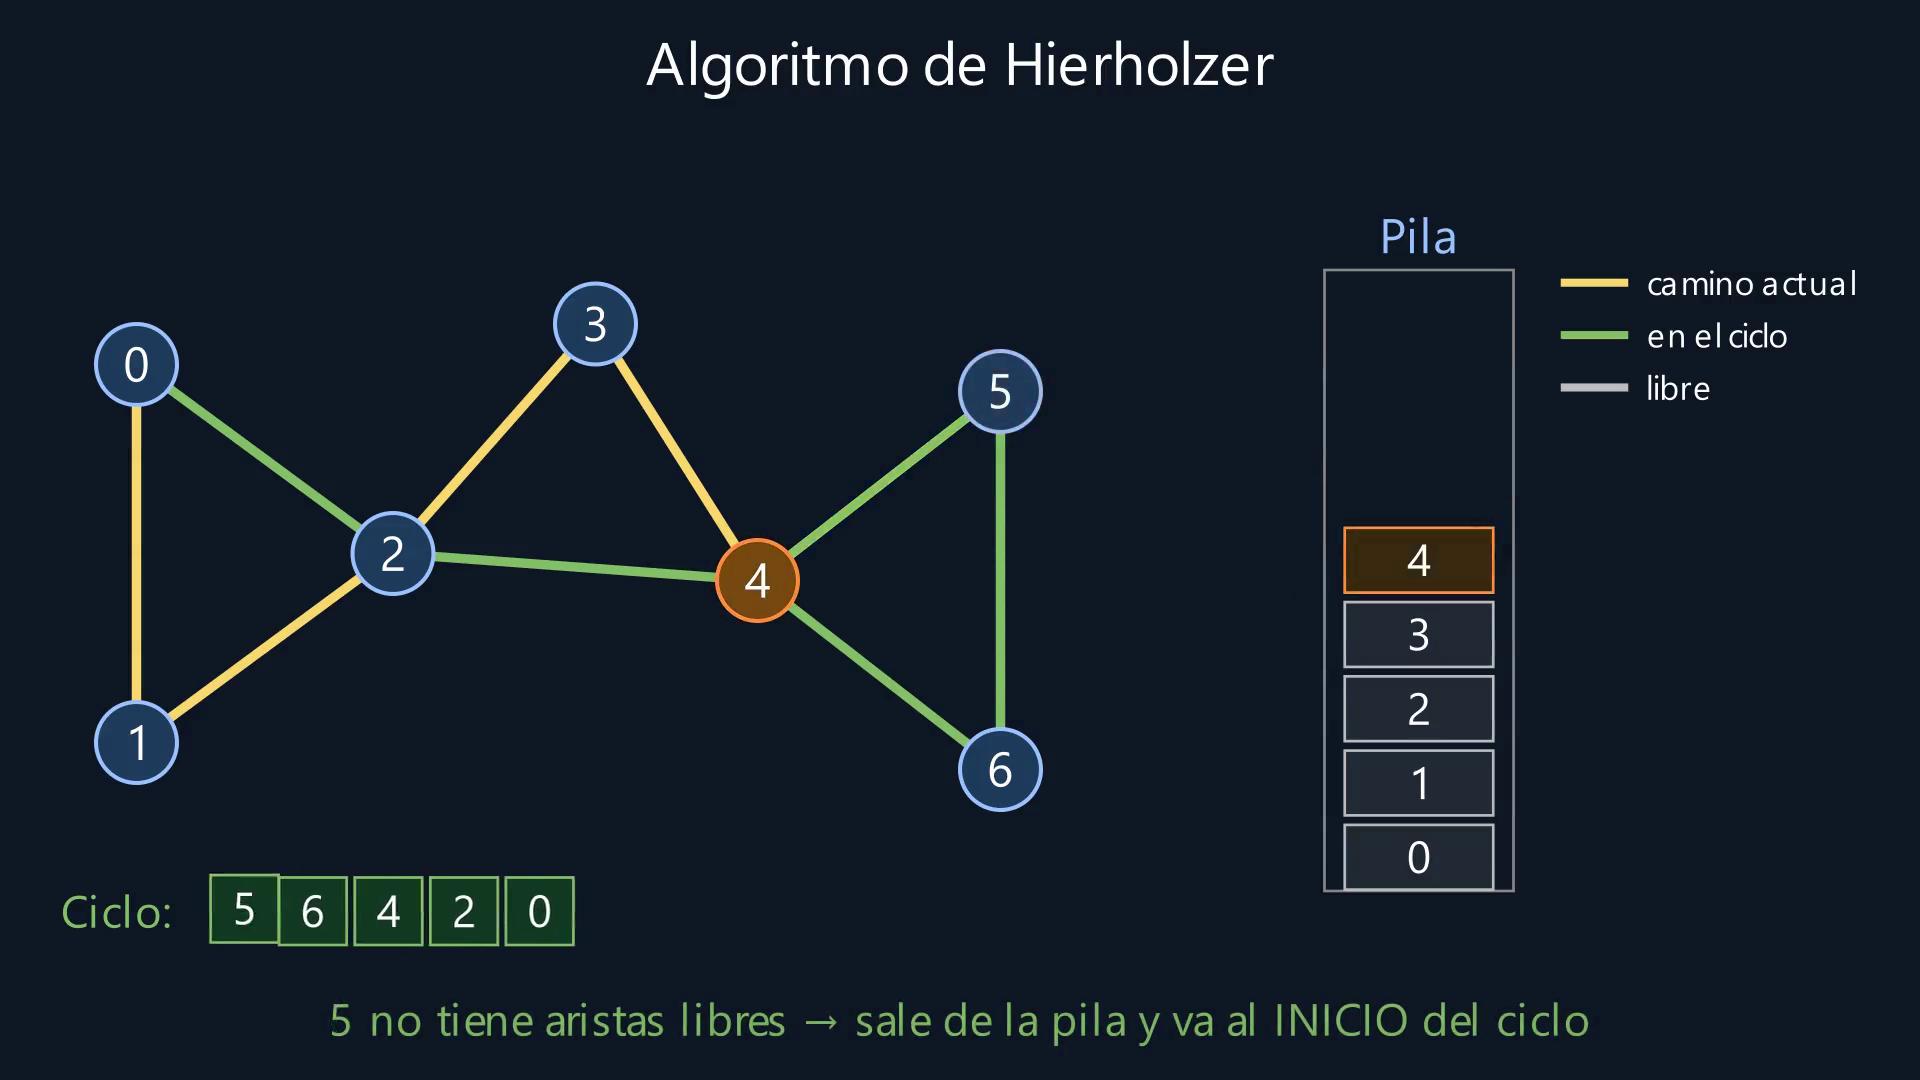 Algoritmo de Hierholzer
Pila
camino actual
en el ciclo
libre
0
1
2
3
4
5
6
4
3
2
1
0
Ciclo: 5 6 4 2 0
5 no tiene aristas libres → sale de la pila y va al INICIO del ciclo